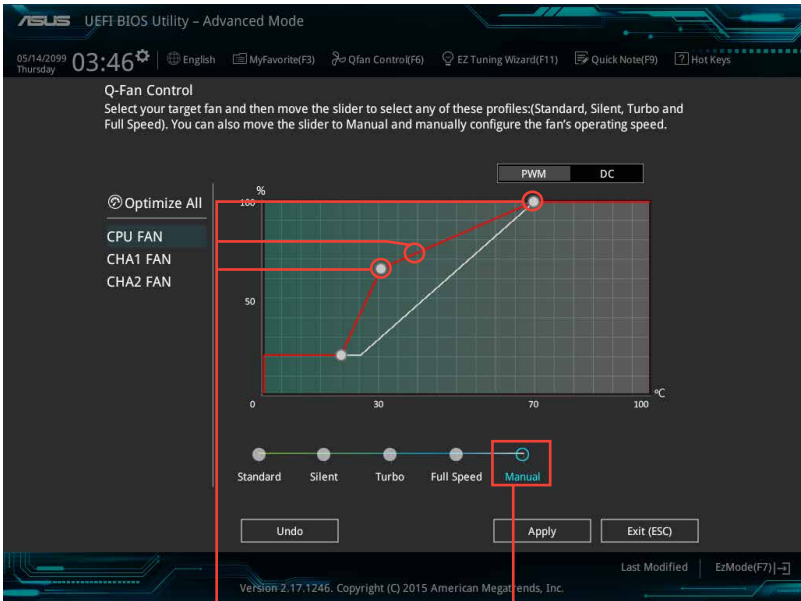 ASUS UEFI BIOS Utility – Advanced Mode
05/14/2099
Thursday
03:46
English
MyFavorite(F3)
Qfan Control(F6)
EZ Tuning Wizard(F11)
Quick Note(F9)
? Hot Keys
Q-Fan Control
Select your target fan and then move the slider to select any of these profiles:(Standard, Silent, Turbo and
Full Speed). You can also move the slider to Manual and manually configure the fan's operating speed.
PWM
DC
Optimize All
CPU FAN
CHA1 FAN
CHA2 FAN
%
100
50
0
30
70
100
ºC
Standard
Silent
Turbo
Full Speed
Manual
Undo
Apply
Exit (ESC)
Last Modified
EzMode(F7)
Version 2.17.1246. Copyright (C) 2015 American Megatrends, Inc.